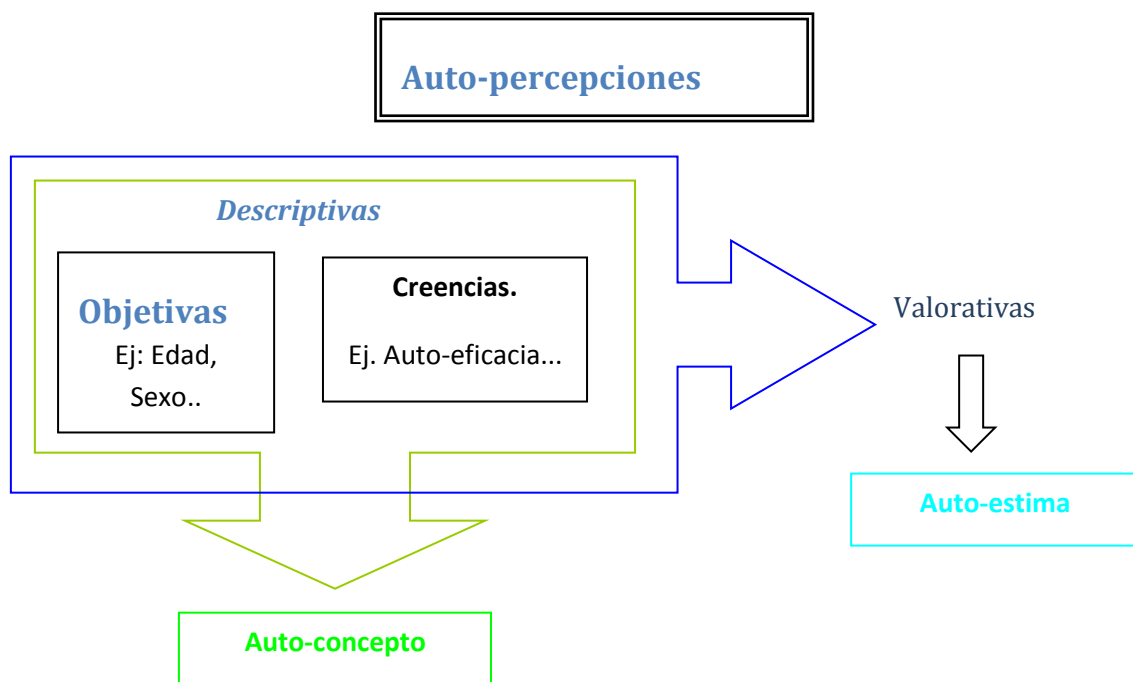 Auto-percepciones
Descriptivas
Objetivas
Ej: Edad,
Sexo..
Creencias.
Ej. Auto-eficacia...
Valorativas
Auto-estima
Auto-concepto